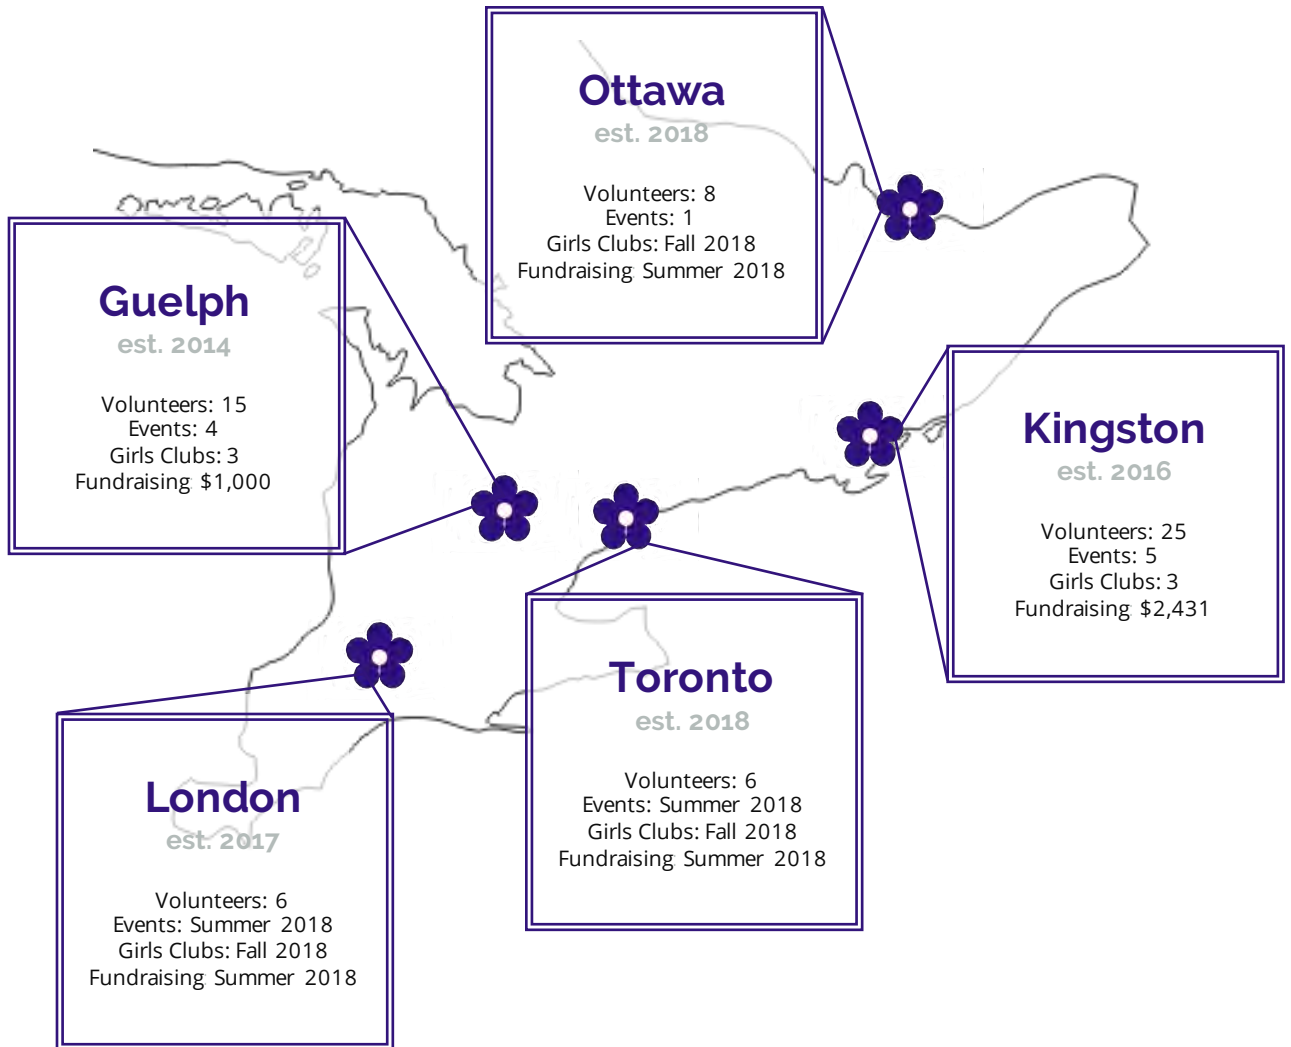 Ottawa
est. 2018
Volunteers: 8
Events: 1
Girls Clubs: Fall 2018
Fundraising Summer 2018
Guelph
est. 2014
Volunteers: 15
Events: 4
Girls Clubs: 3
Fundraising $1,000
Kingston
est. 2016
Volunteers: 25
Events: 5
Girls Clubs: 3
Fundraising $2,431
Toronto
est. 2018
Volunteers: 6
Events: Summer 2018
Girls Clubs: Fall 2018
Fundraising Summer 2018
London
est. 2017
Volunteers: 6
Events: Summer 2018
Girls Clubs: Fall 2018
Fundraising Summer 2018